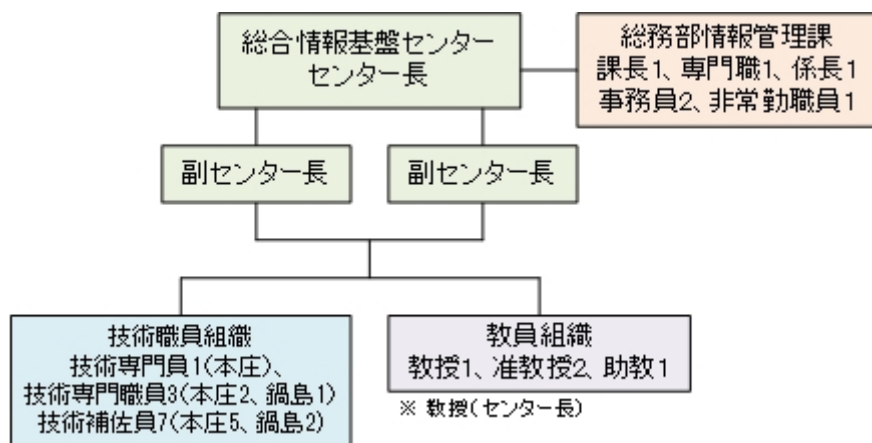 総合情報基盤センター
センター長
総務部情報管理課
課長1、専門職1、係長1
事務員2、非常勤職員1
副センター長
副センター長
技術職員組織
技術専門員1(本庄)、
技術専門職員3(本庄2、鍋島1)
技術補佐員7(本庄5、鍋島2)
教員組織
教授1、准教授2、助教1
※ 教授(センター長)